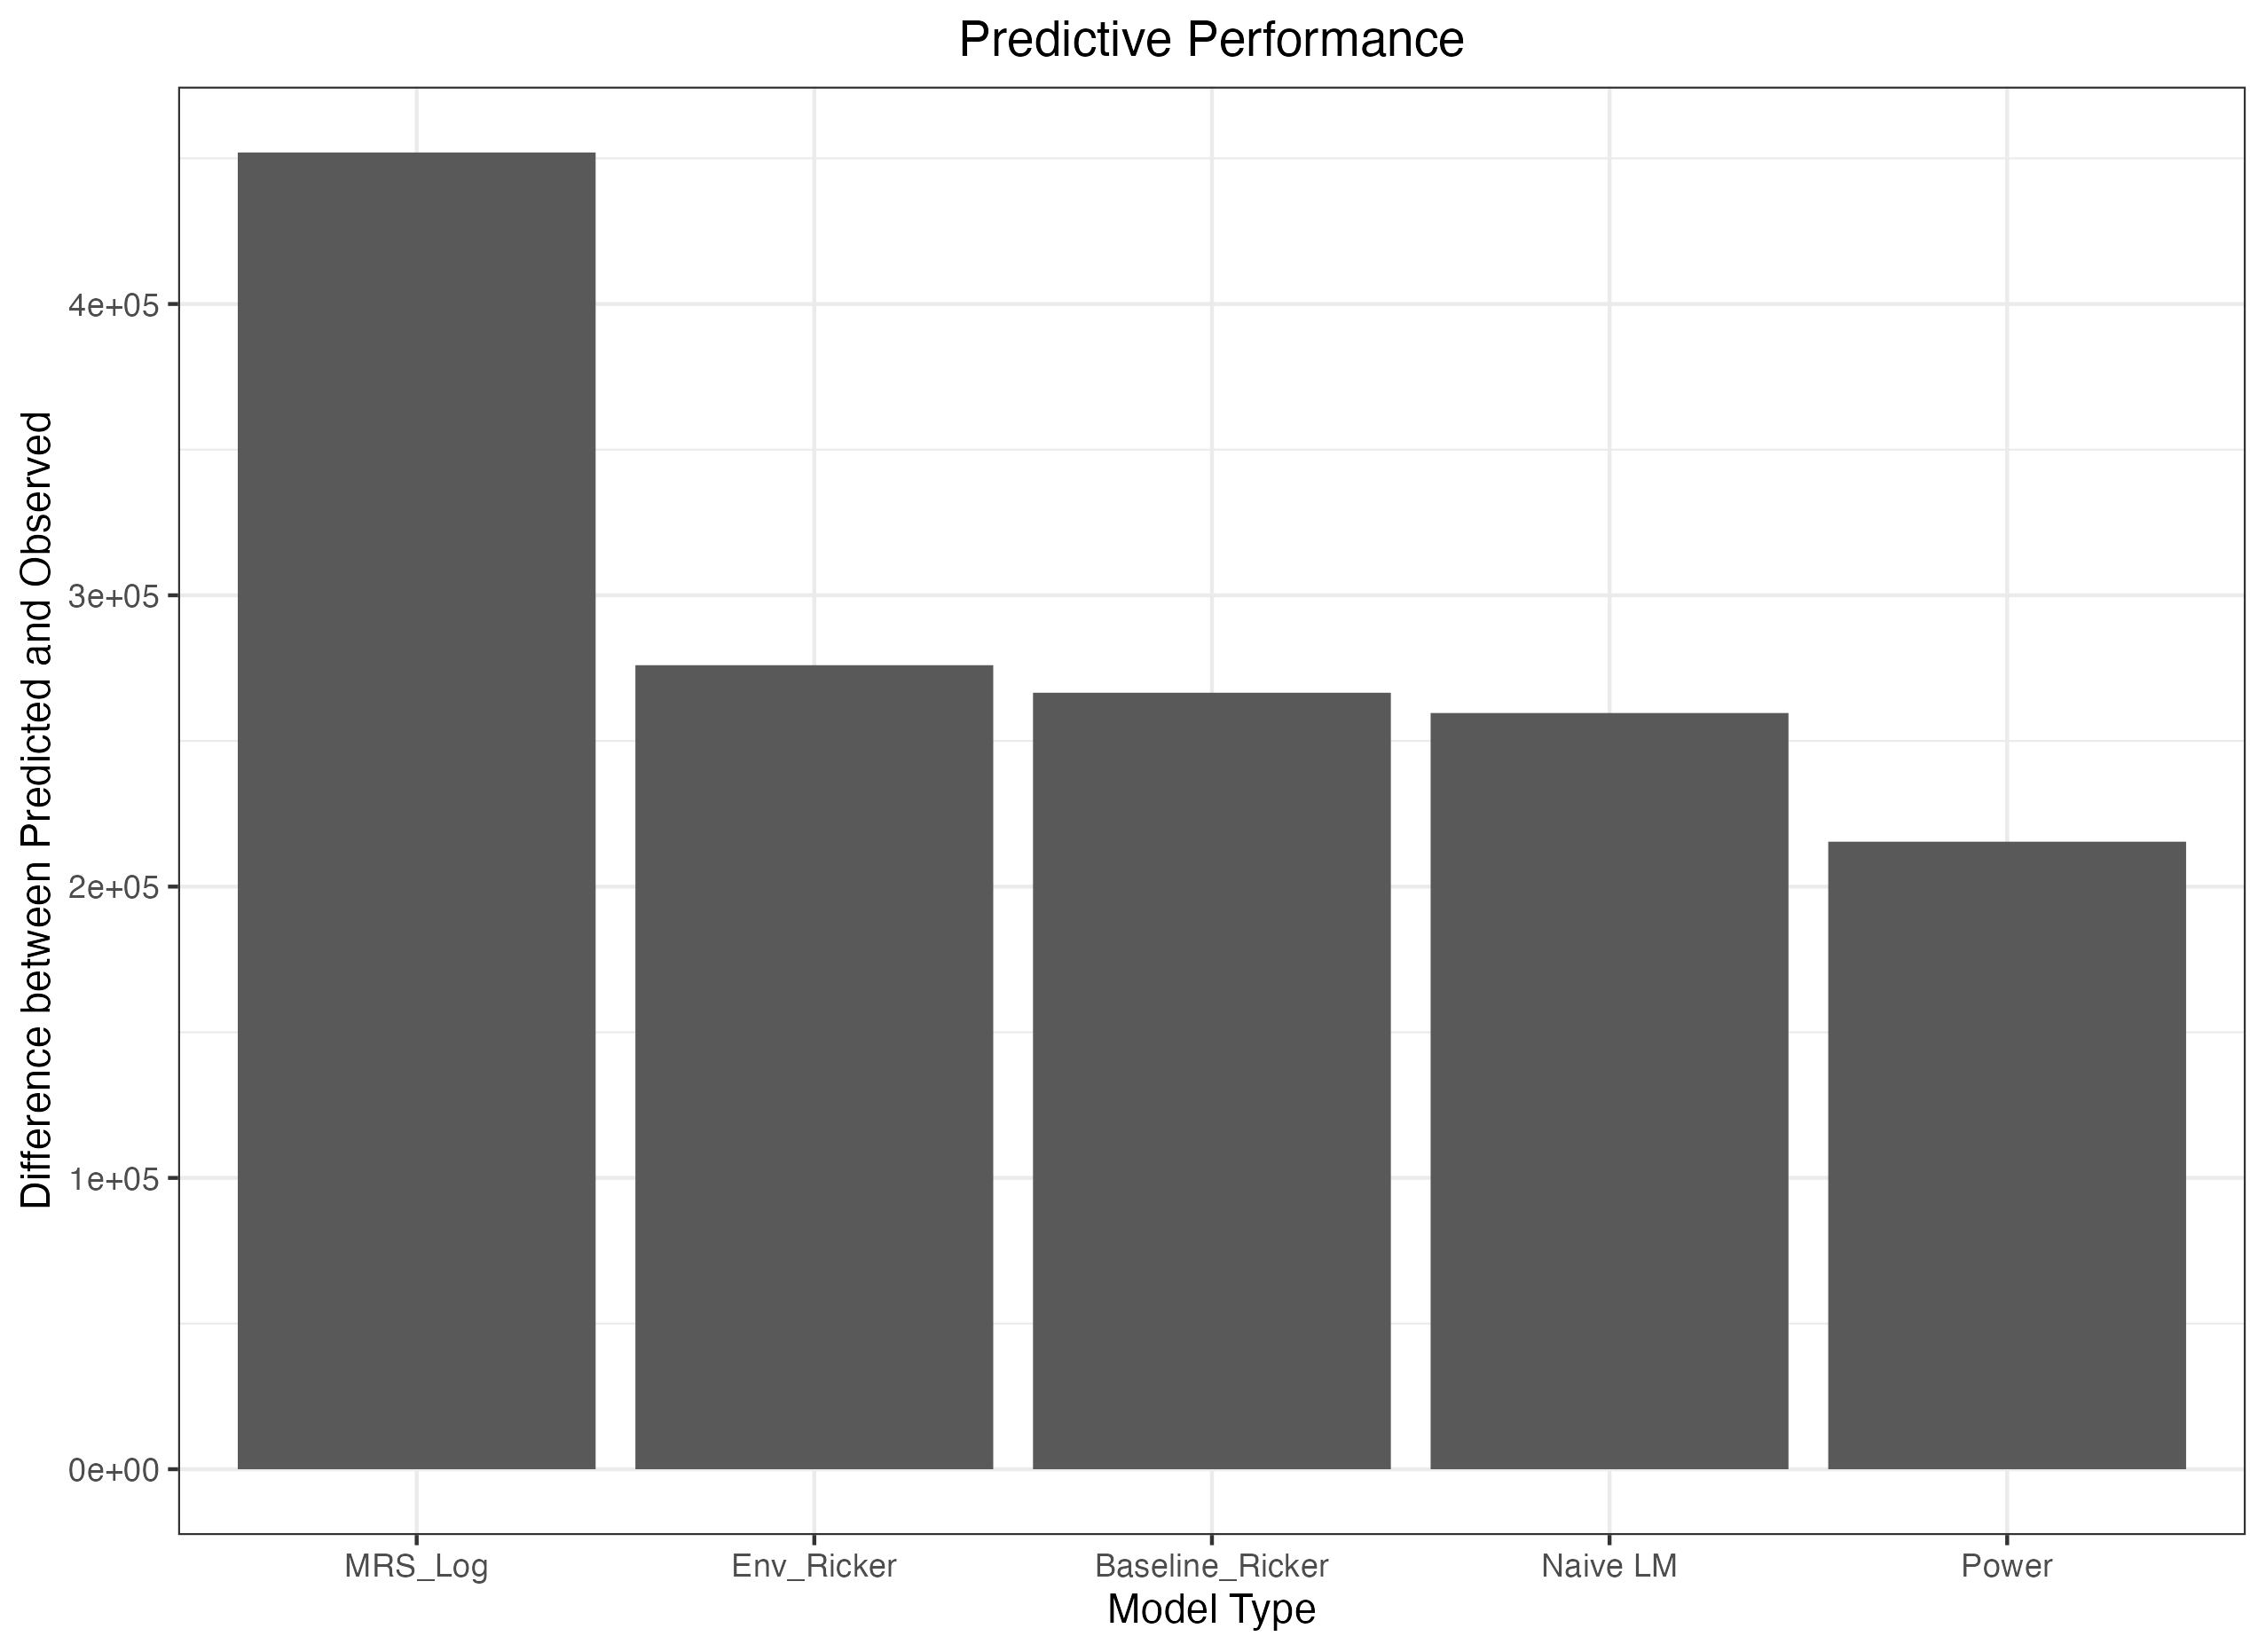 Predictive Performance
Difference between Predicted and Observed
4e+05
3e+05
2e+05
1e+05
0e+00
MRS_Log Env_Ricker Baseline_Ricker Naive LM Power
Model Type